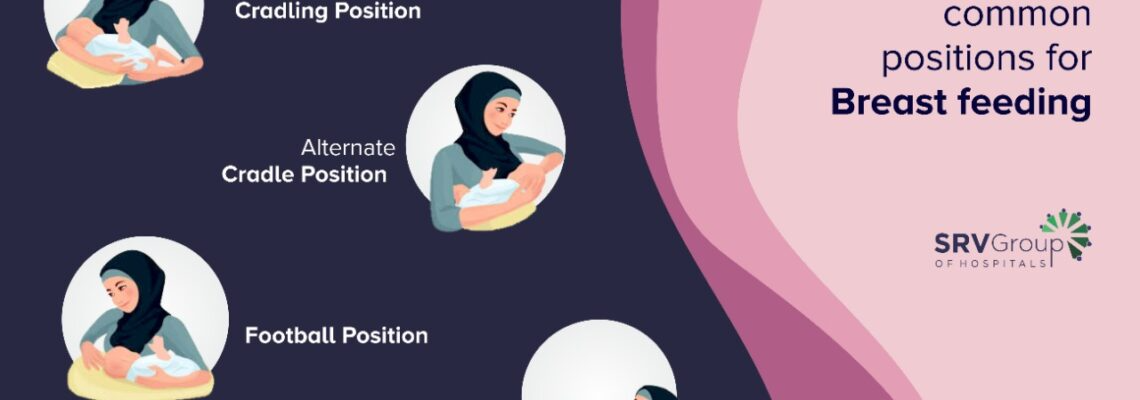 Cradling Position
Alternate
Cradle Position
Football Position
common
positions for
Breast feeding
SRVGroup
OF HOSPITALS